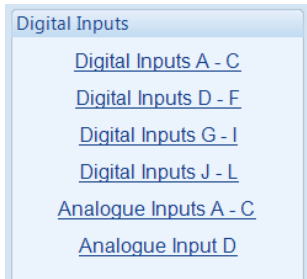 Digital Inputs
Digital Inputs A - C
Digital Inputs D - F
Digital Inputs G - I
Digital Inputs J - L
Analogue Inputs A - C
Analogue Input D